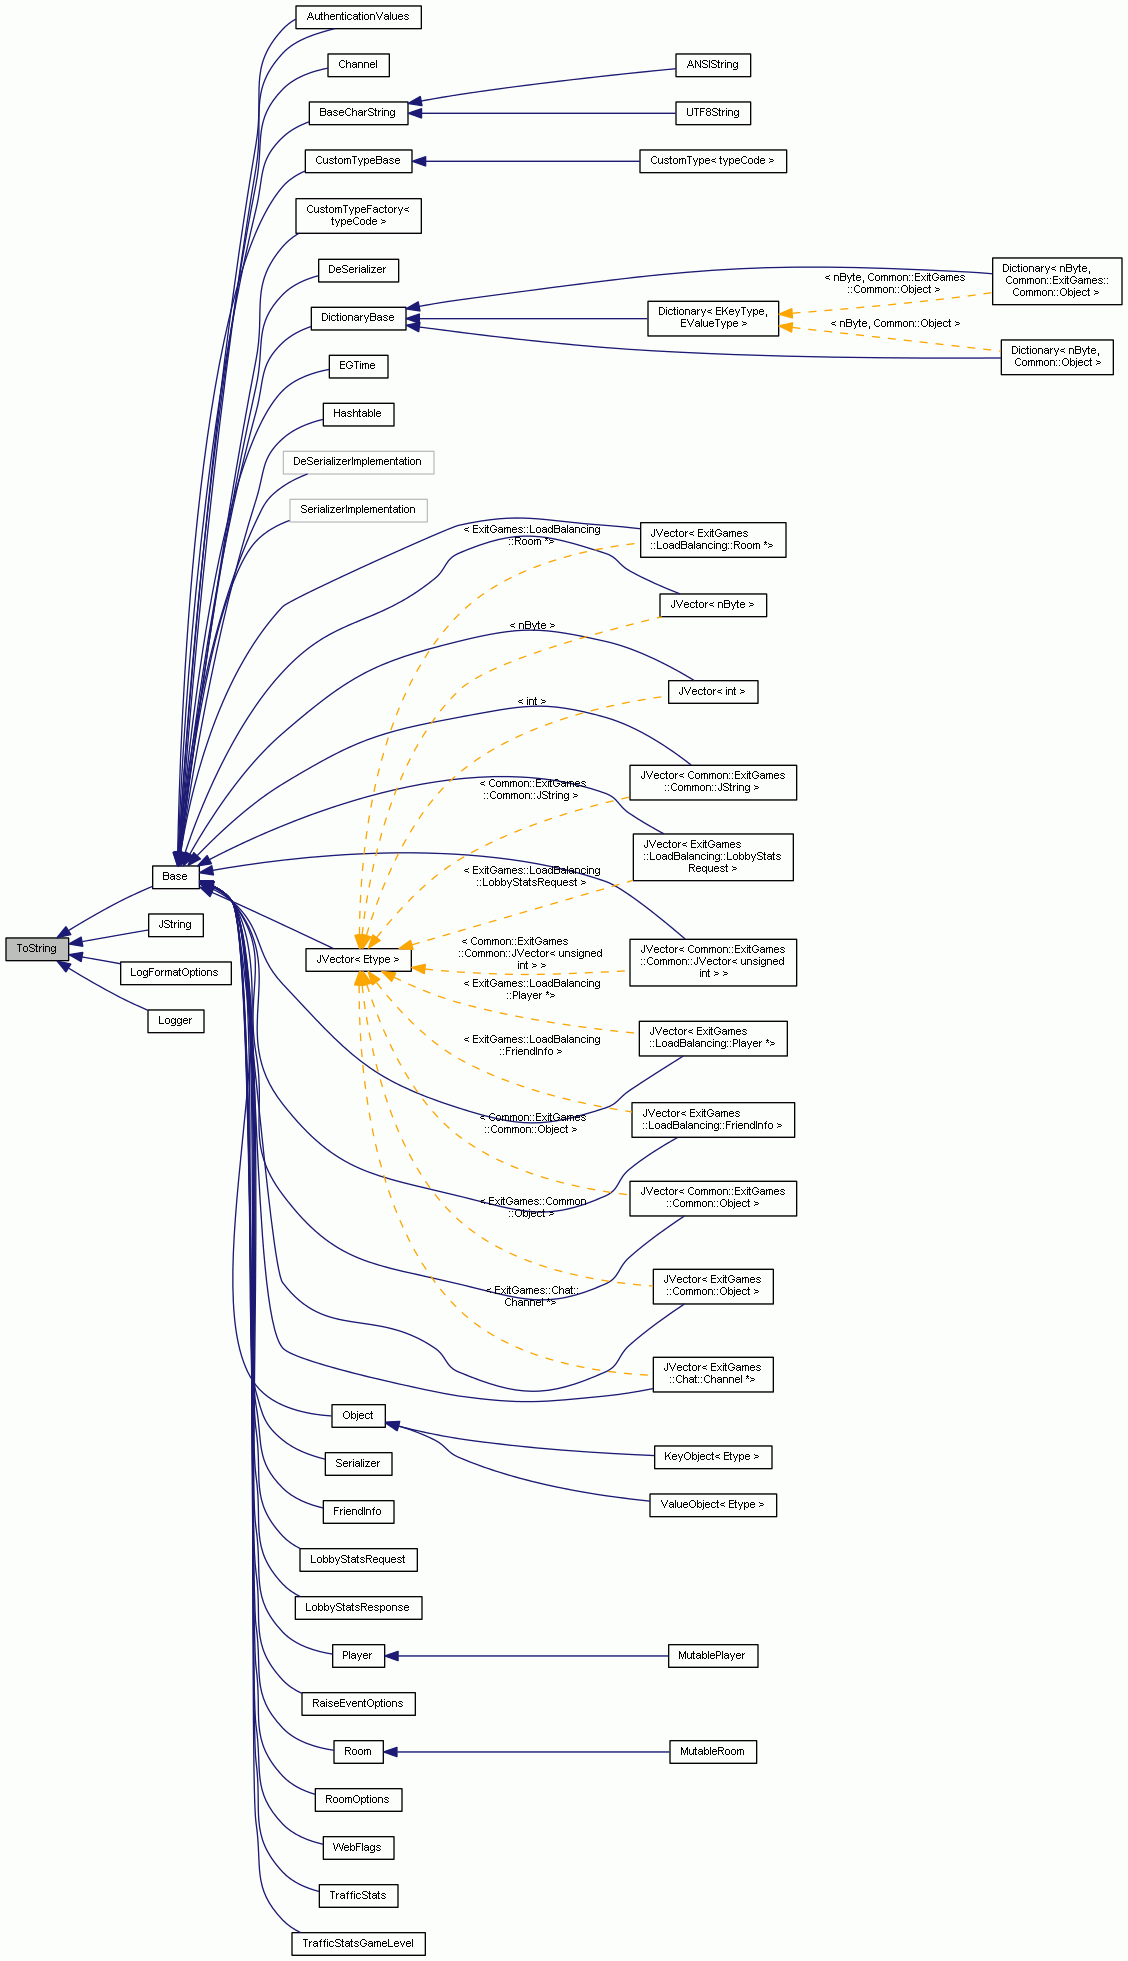 AuthenticationValues
Channel
ANSIString
BaseCharString
UTF8String
CustomTypeBase
CustomType< typeCode >
CustomTypeFactory<
typeCode >
DeSerializer
Dictionary< nByte,
Common::ExitGames::
Common::Object >
< nByte, Common::ExitGames
::Common::Object >
DictionaryBase
Dictionary< EKeyType,
EValueType >
< nByte, Common::Object >
Dictionary< nByte,
Common::Object >
EGTime
Hashtable
DeSerializerImplementation
SerializerImplementation
< ExitGames::LoadBalancing
::Room *>
JVector< ExitGames
::LoadBalancing::Room *>
JVector< nByte >
< nByte >
JVector< int >
< int >
JVector< Common::ExitGames
::Common::JString >
< Common::ExitGames
::Common::JString >
JVector< ExitGames
::LoadBalancing::LobbyStats
Request >
< ExitGames::LoadBalancing
::LobbyStatsRequest >
Base
JString
ToString
LogFormatOptions
Logger
JVector< Etype >
< Common::ExitGames
::Common::JVector< unsigned
int > >
JVector< Common::ExitGames
::Common::JVector< unsigned
int > >
< ExitGames::LoadBalancing
::Player *>
JVector< ExitGames
::LoadBalancing::Player *>
< ExitGames::LoadBalancing
::FriendInfo >
JVector< ExitGames
::LoadBalancing::FriendInfo >
< Common::ExitGames
::Common::Object >
JVector< Common::ExitGames
::Common::Object >
< ExitGames::Common
::Object >
JVector< ExitGames
::Common::Object >
< ExitGames::Chat::
Channel *>
JVector< ExitGames
::Chat::Channel *>
Object
KeyObject< Etype >
Serializer
ValueObject< Etype >
FriendInfo
LobbyStatsRequest
LobbyStatsResponse
Player
MutablePlayer
RaiseEventOptions
Room
MutableRoom
RoomOptions
WebFlags
TrafficStats
TrafficStatsGameLevel